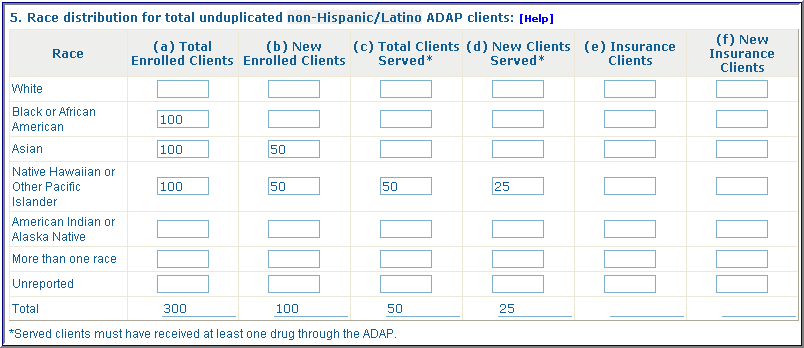 5. Race distribution for total unduplicated non-Hispanic/Latino ADAP clients: [Help]
Race (a) Total Enrolled Clients (b) New Enrolled Clients (c) Total Clients Served* (d) New Clients Served* (e) Insurance Clients (f) New Insurance Clients
White
Black or African American 100
Asian 100 50
Native Hawaiian or Other Pacific Islander 100 50 50 25
American Indian or Alaska Native
More than one race
Unreported
Total 300 100 50 25
*Served clients must have received at least one drug through the ADAP.